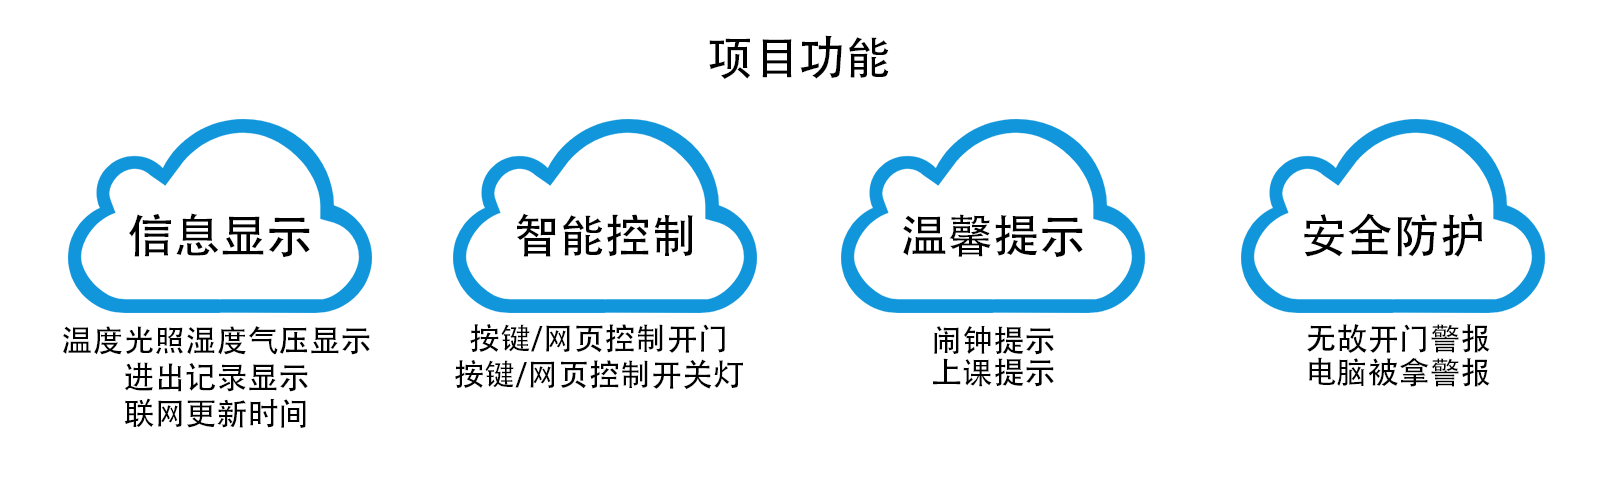 项目功能
信息显示
温度光照湿度气压显示
进出记录显示
联网更新时间
智能控制
按键/网页控制开门
按键/网页控制开关灯
温馨提示
闹钟提示
上课提示
安全防护
无故开门警报
电脑被拿警报